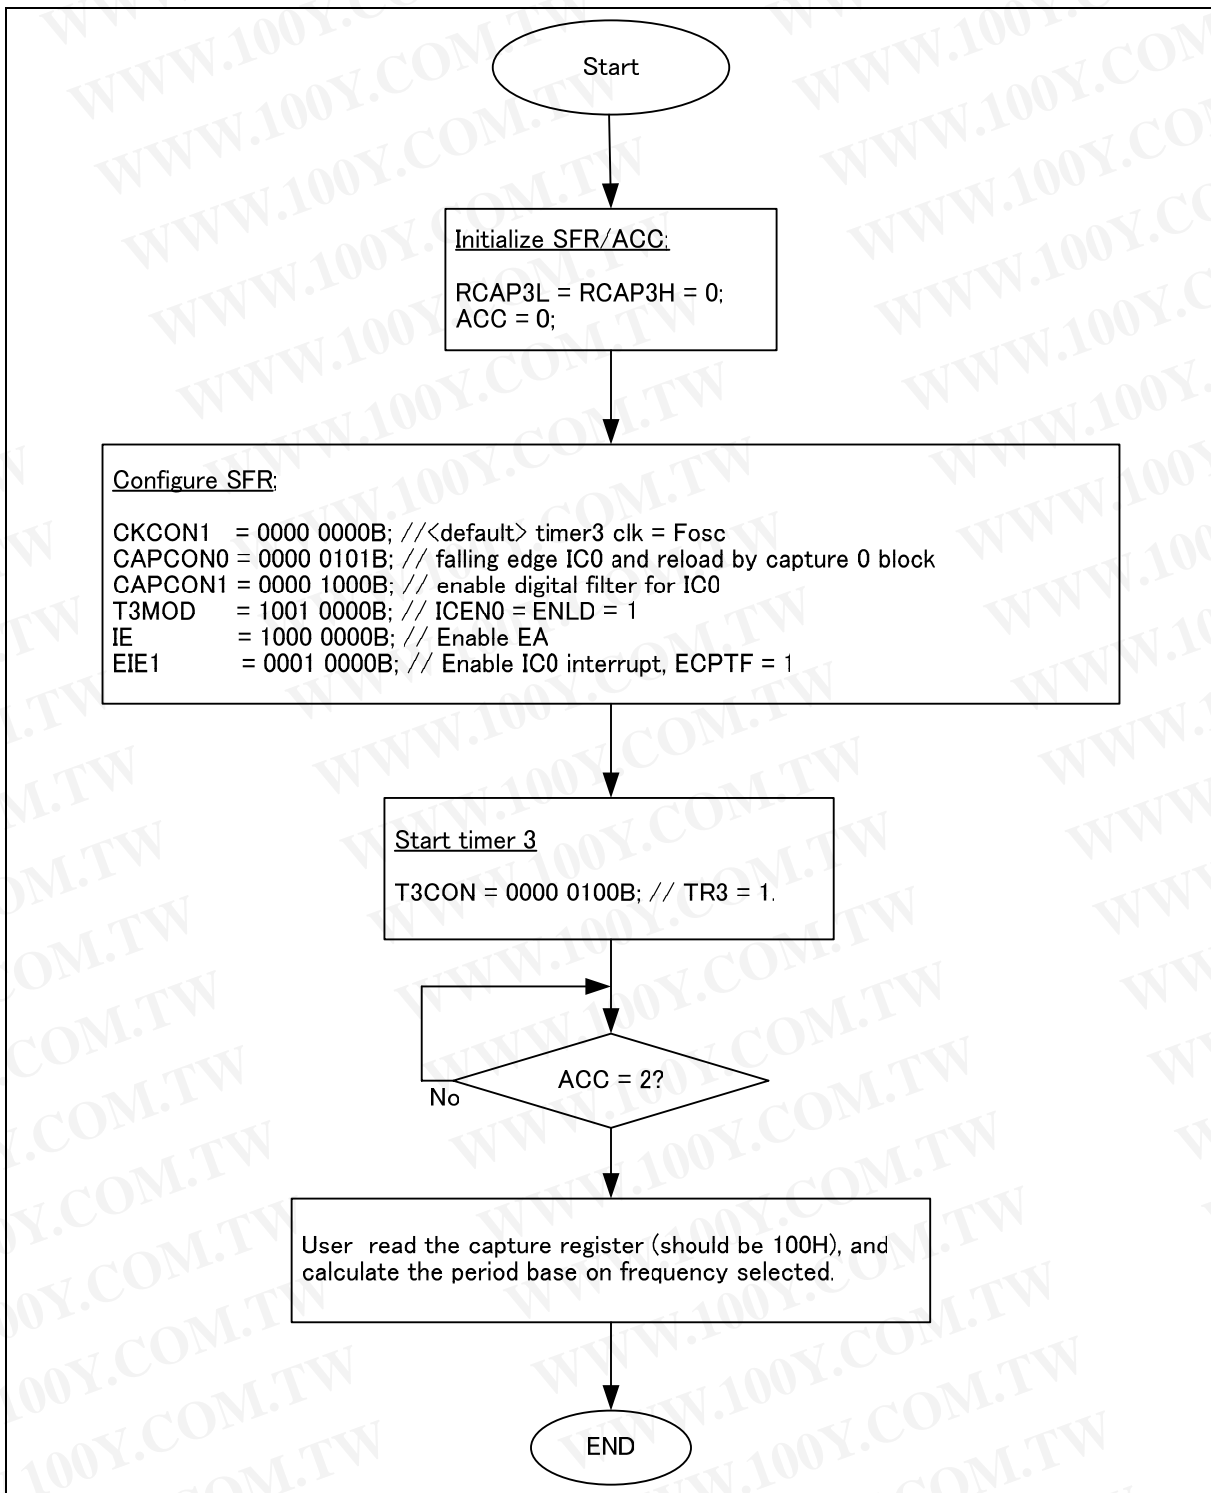 Start
Initialize SFR/ACC;
RCAP3L = RCAP3H = 0;
ACC = 0;
Configure SFR;
CKCON1 = 0000 0000B; //<default> timer3 clk = Fosc
CAPCON0 = 0000 0101B; // falling edge IC0 and reload by capture 0 block
CAPCON1 = 0000 1000B; // enable digital filter for IC0
T3MOD = 1001 0000B; // ICEN0 = ENLD = 1
IE = 1000 0000B; // Enable EA
EIE1 = 0001 0000B; // Enable IC0 interrupt, ECPTF = 1
Start timer 3
T3CON = 0000 0100B; // TR3 = 1.
ACC = 2?
No
User read the capture register (should be 100H), and
calculate the period base on frequency selected.
END
WWW.100Y.COM.TW